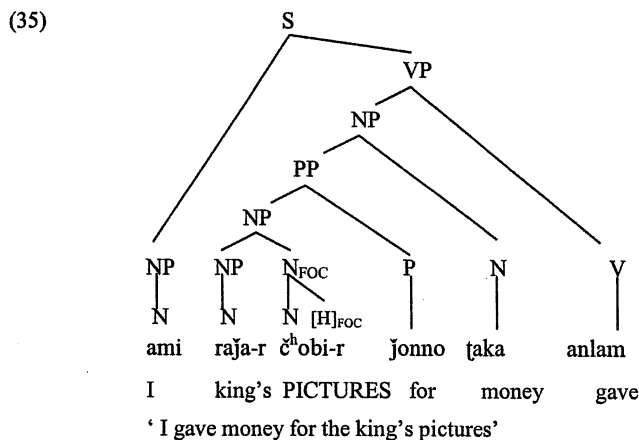 (35)
S
VP
NP
PP
NP
NP NP N_FOC P N V
N N N [H]_FOC
ami raǰa-r čʰobi-r ǰonno ṭaka anlam
I king's PICTURES for money gave
‘ I gave money for the king's pictures’